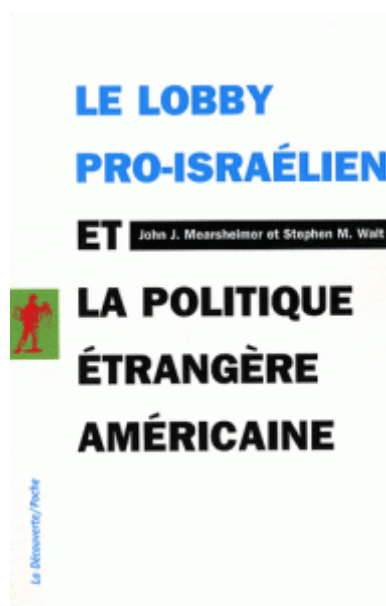 LE LOBBY
PRO-ISRAÉLIEN
ET John J. Mearsheimer et Stephen M. Walt
LA POLITIQUE
ÉTRANGÈRE
AMÉRICAINE
La Découverte/Poche